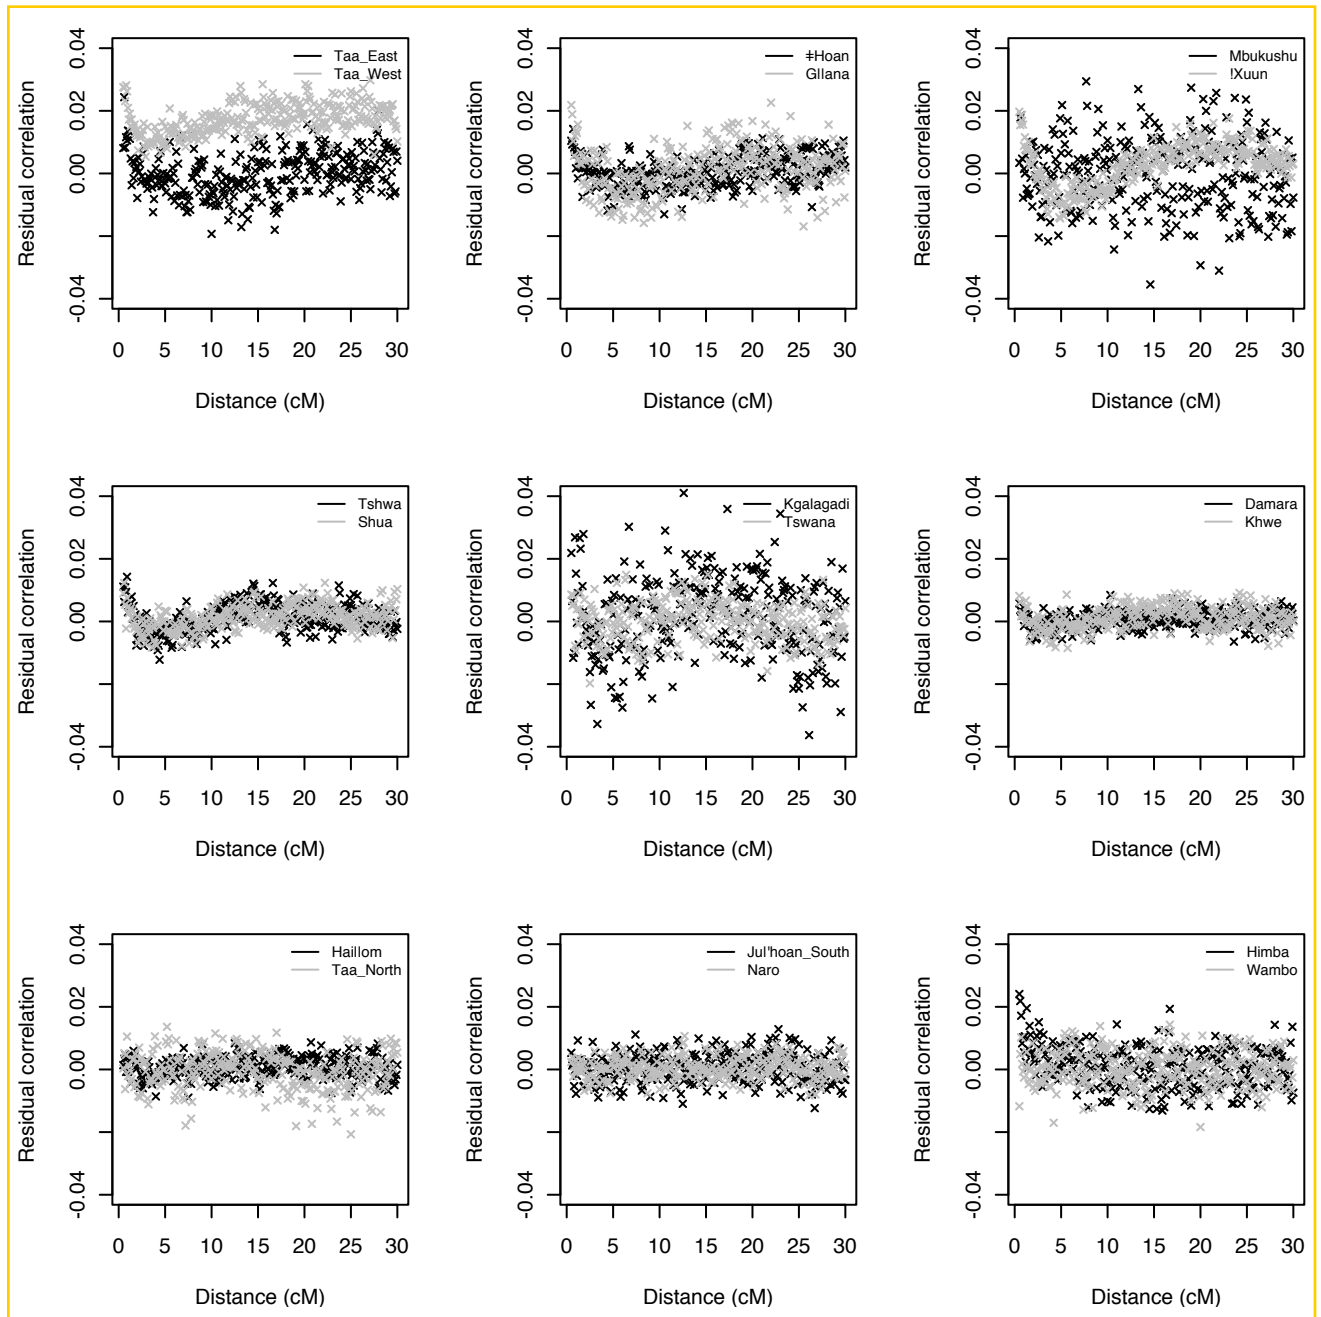 0.04
0.02
0.00
-0.04
Residual correlation
Taa_East
Taa_West
0 5 10 15 20 25 30
Distance (cM)
0.04
0.02
0.00
-0.04
Residual correlation
ǂHoan
GIIana
0 5 10 15 20 25 30
Distance (cM)
0.04
0.02
0.00
-0.04
Residual correlation
Mbukushu
!Xuun
0 5 10 15 20 25 30
Distance (cM)
0.04
0.02
0.00
-0.04
Residual correlation
Tshwa
Shua
0 5 10 15 20 25 30
Distance (cM)
0.04
0.02
0.00
-0.04
Residual correlation
Kgalagadi
Tswana
0 5 10 15 20 25 30
Distance (cM)
0.04
0.02
0.00
-0.04
Residual correlation
Damara
Khwe
0 5 10 15 20 25 30
Distance (cM)
0.04
0.02
0.00
-0.04
Residual correlation
HaiIIom
Taa_North
0 5 10 15 20 25 30
Distance (cM)
0.04
0.02
0.00
-0.04
Residual correlation
JuI'hoan_South
Naro
0 5 10 15 20 25 30
Distance (cM)
0.04
0.02
0.00
-0.04
Residual correlation
Himba
Wambo
0 5 10 15 20 25 30
Distance (cM)